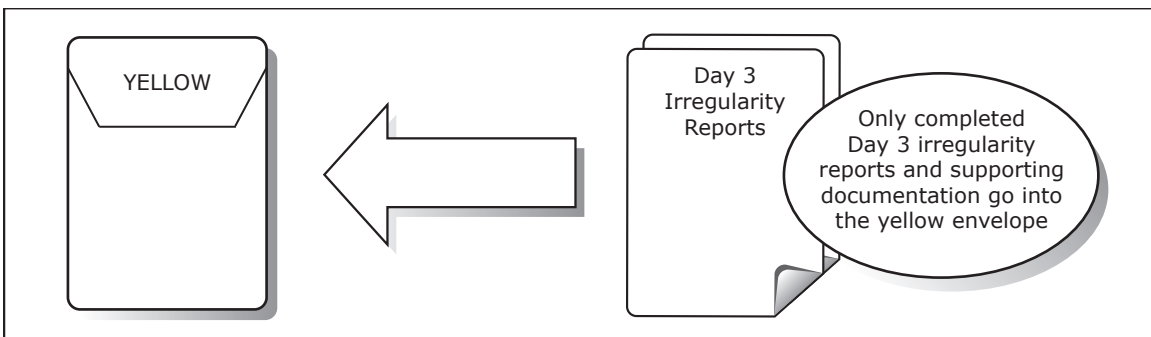 YELLOW
Day 3
Irregularity
Reports
Only completed
Day 3 irregularity
reports and supporting
documentation go into
the yellow envelope